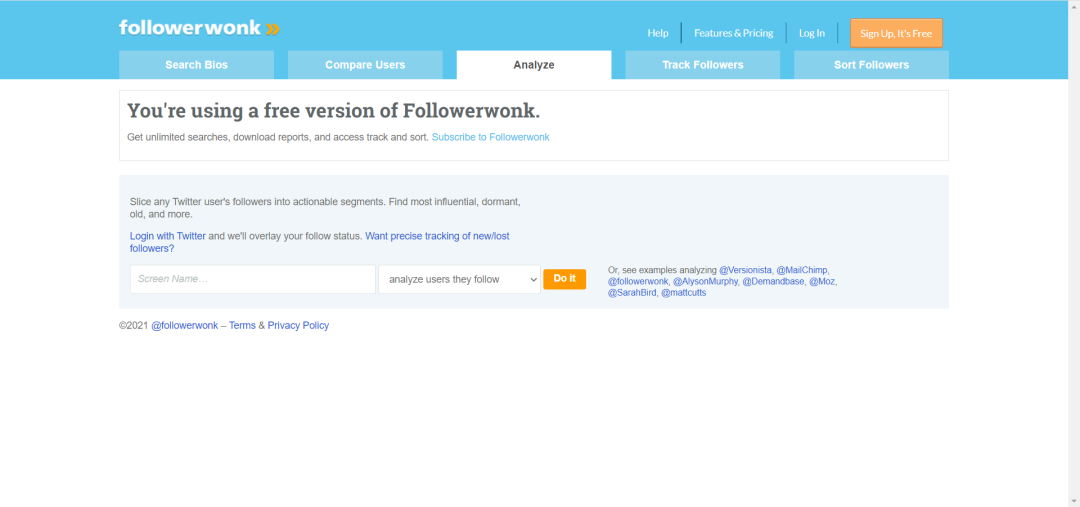 followerwonk
Help
Features & Pricing
Log In
Sign Up, It's Free
Search Bios
Compare Users
Analyze
Track Followers
Sort Followers
You're using a free version of Followerwonk.
Get unlimited searches, download reports, and access track and sort. Subscribe to Followerwonk
Slice any Twitter user's followers into actionable segments. Find most influential, dormant,
old, and more.
Login with Twitter and we'll overlay your follow status. Want precise tracking of new/lost
followers?
Screen Name…
analyze users they follow
Do it
Or, see examples analyzing @Versionista, @MailChimp,
@followerwonk, @AlysonMurphy, @Demandbase, @Moz,
@SarahBird, @mattcutts
©2021 @followerwonk – Terms & Privacy Policy